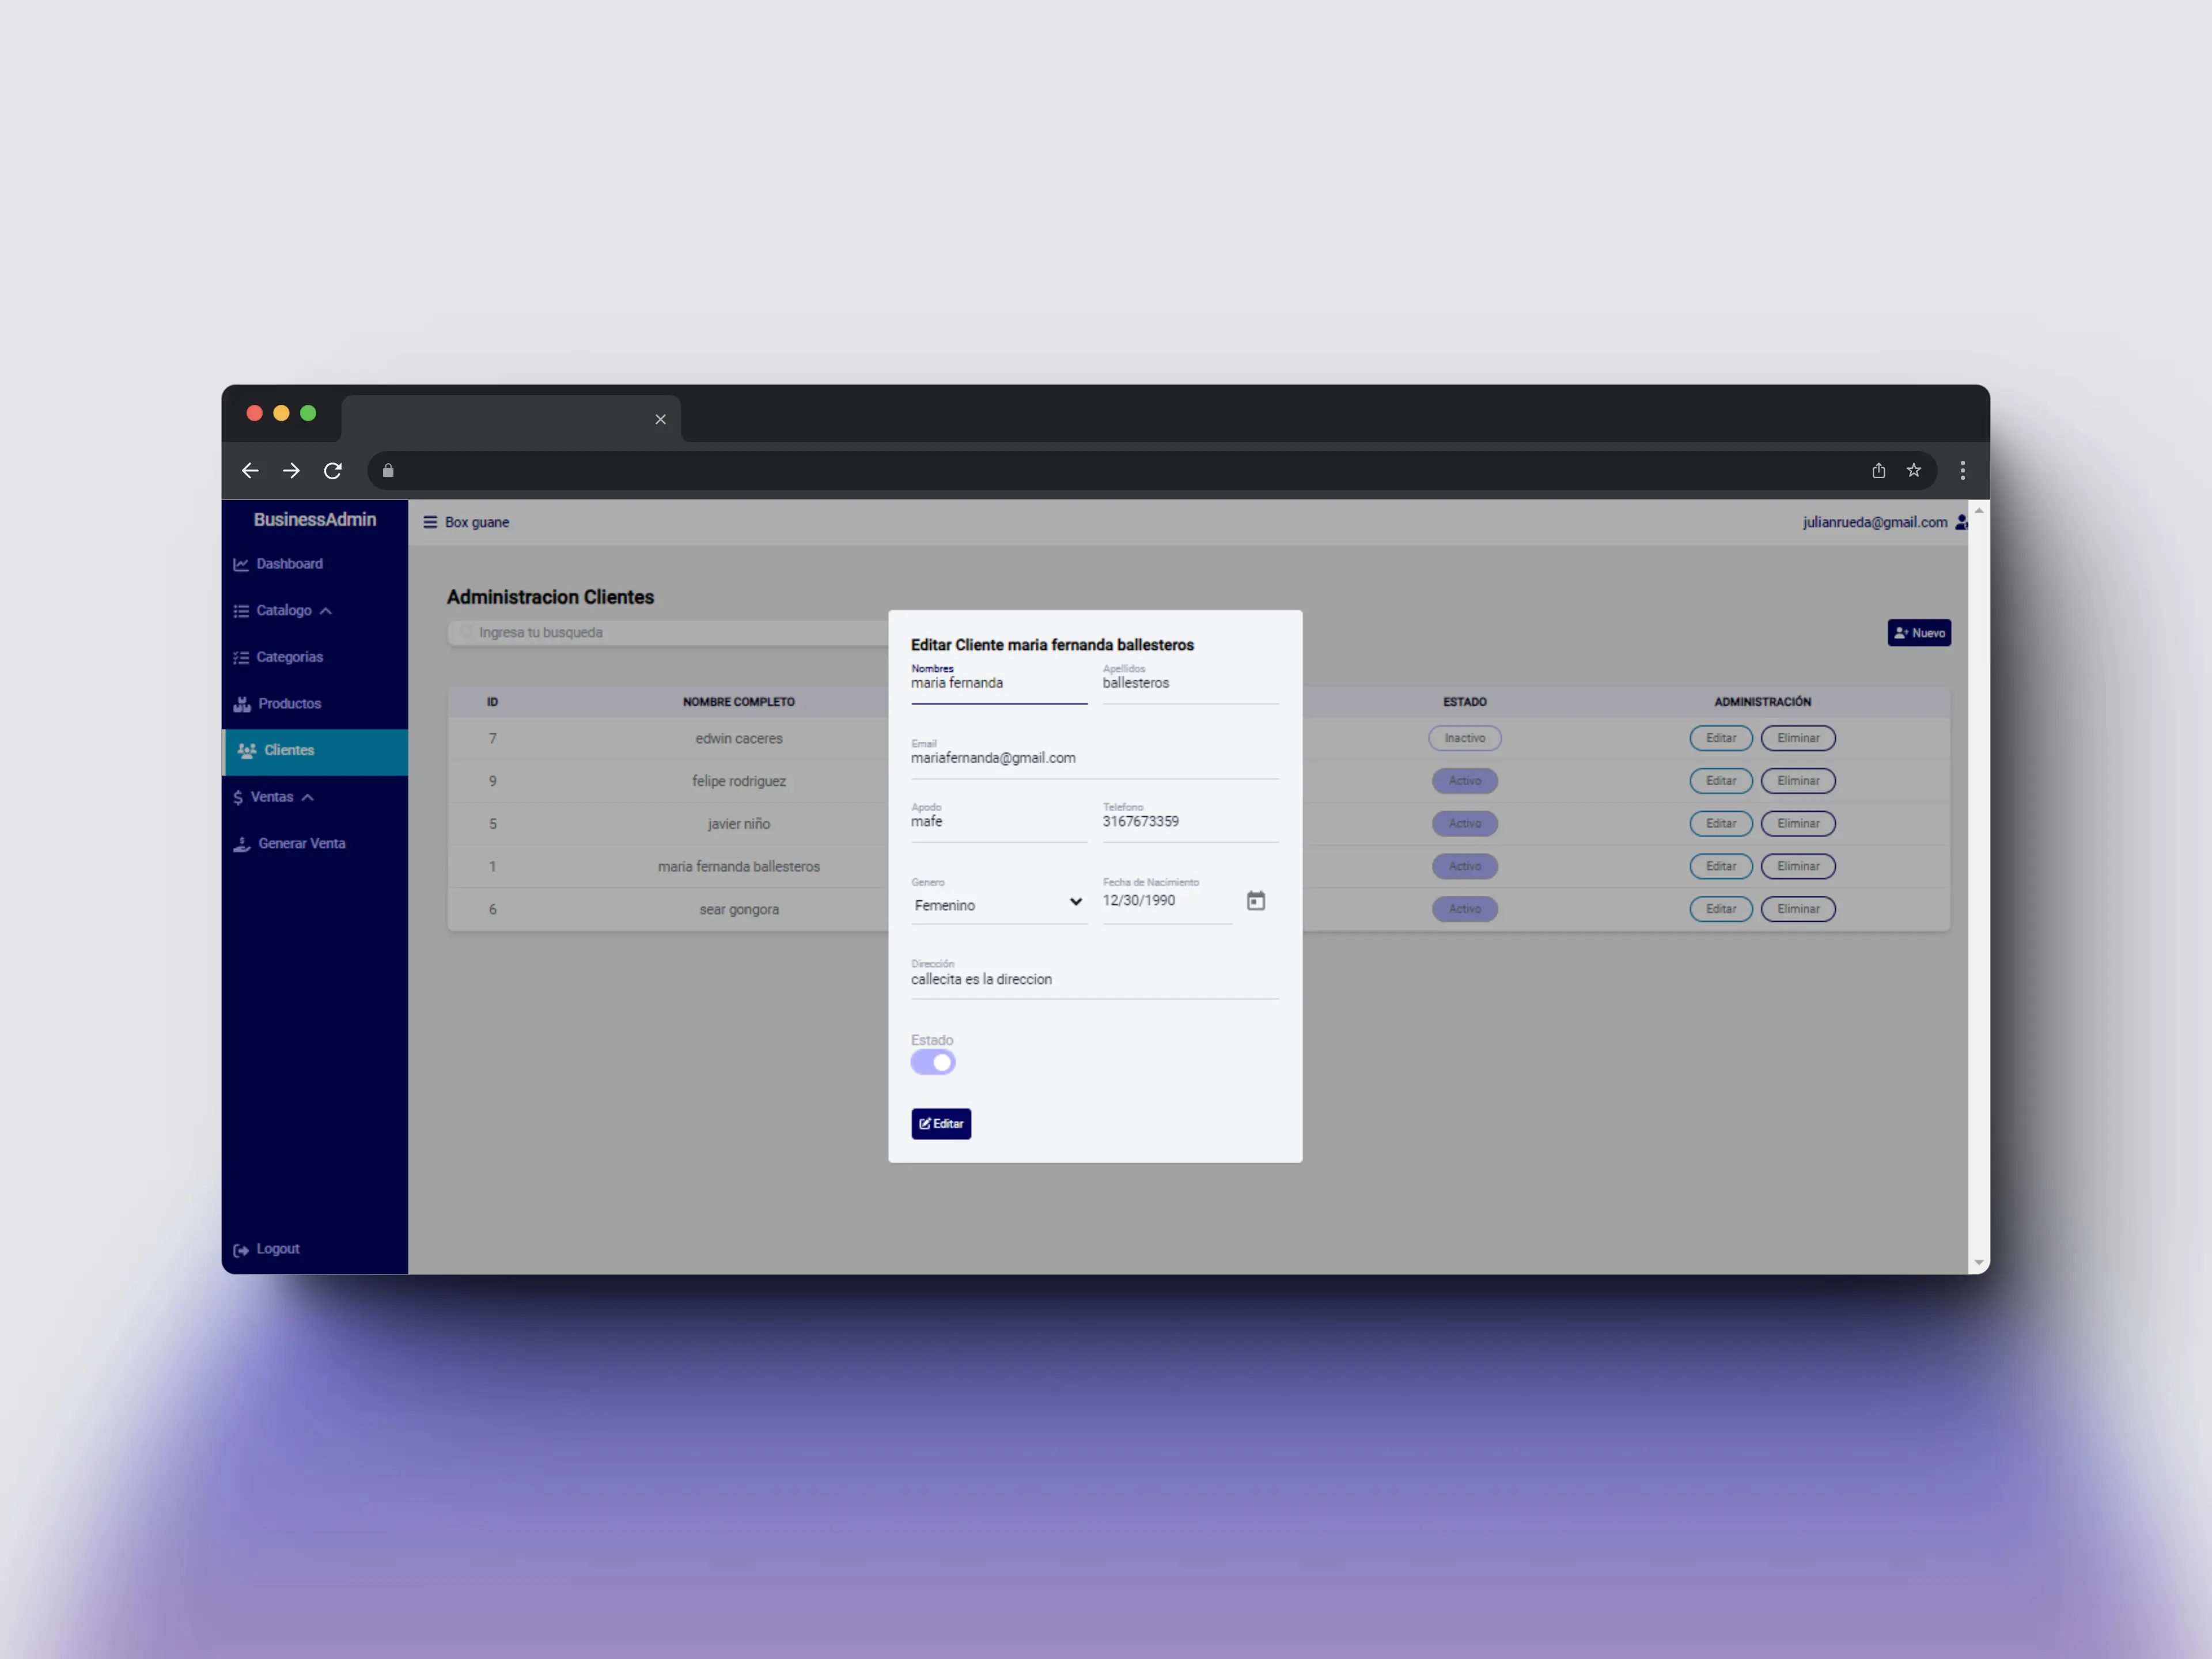 BusinessAdmin
Box guane
julianrueda@gmail.com
Dashboard
Catalogo
Categorias
Productos
Clientes
Ventas
Generar Venta
Logout
Administracion Clientes
Ingresa tu busqueda
Nuevo
ID NOMBRE COMPLETO ESTADO ADMINISTRACIÓN
7 edwin caceres Inactivo Editar Eliminar
9 felipe rodriguez Activo Editar Eliminar
5 javier niño Activo Editar Eliminar
1 maria fernanda ballesteros Activo Editar Eliminar
6 sear gongora Activo Editar Eliminar
Editar Cliente maria fernanda ballesteros
Nombres Apellidos
maria fernanda ballesteros
Email
mariafernanda@gmail.com
Apodo Telefono
mafe 3167673359
Genero Fecha de Nacimiento
Femenino 12/30/1990
Dirección
callecita es la direccion
Estado
Editar